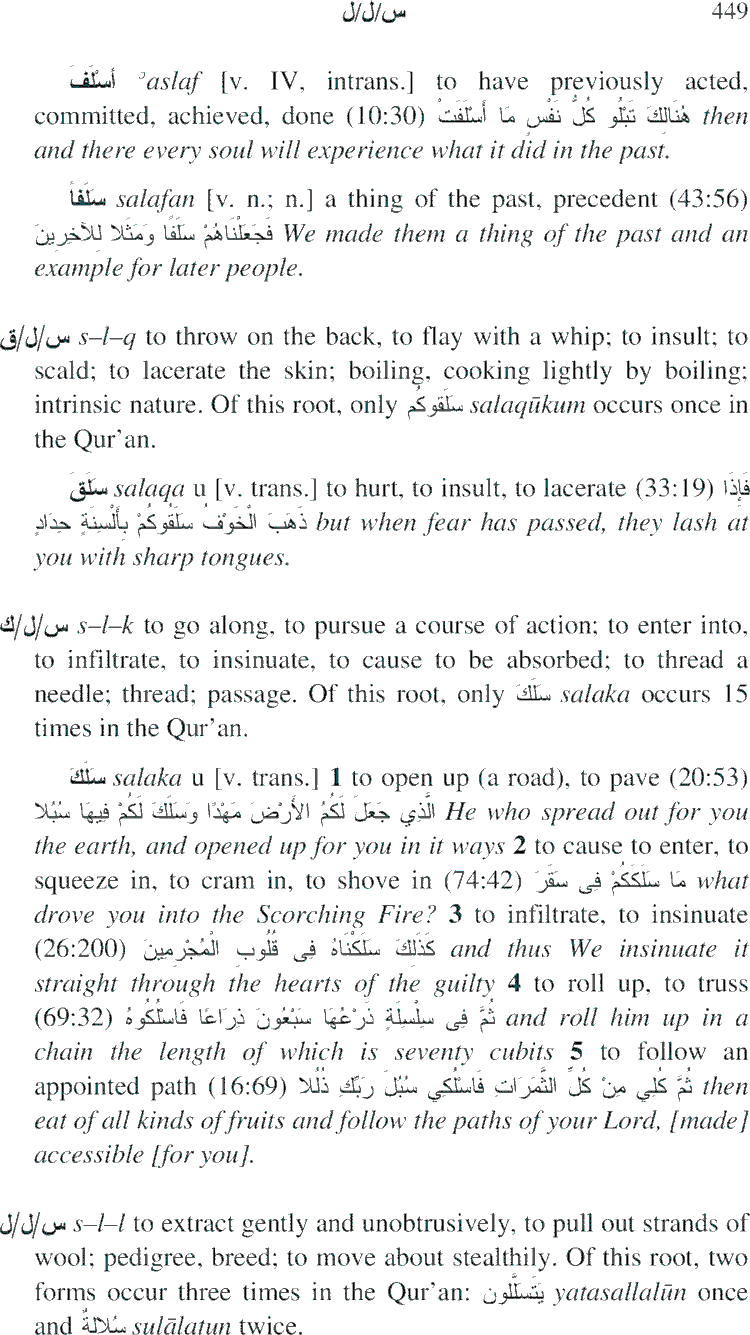 س/ل/ل 449
أَسْلَفَ ʾaslaf [v. IV, intrans.] to have previously acted,
committed, achieved, done (10:30) هُنَالِكَ تَبْلُو كُلُّ نَفْسٍ مَا أَسْلَفَتْ then
and there every soul will experience what it did in the past.
سَلَفاً salafan [v. n.; n.] a thing of the past, precedent (43:56)
فَجَعَلْنَاهُمْ سَلَفًا وَمَثَلًا لِلآخِرِينَ We made them a thing of the past and an
example for later people.
س/ل/ق s–l–q to throw on the back, to flay with a whip; to insult; to
scald; to lacerate the skin; boiling, cooking lightly by boiling;
intrinsic nature. Of this root, only سَلَقوكُم salaqūkum occurs once in
the Qur'an.
سَلَقَ salaqa u [v. trans.] to hurt, to insult, to lacerate (33:19) فَإِذَا
ذَهَبَ الْخَوْفُ سَلَقُوكُمْ بِأَلْسِنَةٍ حِدَادٍ but when fear has passed, they lash at
you with sharp tongues.
س/ل/ك s–l–k to go along, to pursue a course of action; to enter into,
to infiltrate, to insinuate, to cause to be absorbed; to thread a
needle; thread; passage. Of this root, only سَلَكَ salaka occurs 15
times in the Qur'an.
سَلَكَ salaka u [v. trans.] 1 to open up (a road), to pave (20:53)
الَّذِي جَعَلَ لَكُمُ الأَرْضَ مَهْدًا وَسَلَكَ لَكُمْ فِيهَا سُبُلًا He who spread out for you
the earth, and opened up for you in it ways 2 to cause to enter, to
squeeze in, to cram in, to shove in (74:42) مَا سَلَكَكُمْ فِى سَقَرَ what
drove you into the Scorching Fire? 3 to infiltrate, to insinuate
(26:200) كَذَلِكَ سَلَكْنَاهُ فِى قُلُوبِ الْمُجْرِمِينَ and thus We insinuate it
straight through the hearts of the guilty 4 to roll up, to truss
(69:32) ثُمَّ فِى سِلْسِلَةٍ ذَرْعُهَا سَبْعُونَ ذِرَاعًا فَاسْلُكُوهُ and roll him up in a
chain the length of which is seventy cubits 5 to follow an
appointed path (16:69) ثُمَّ كُلِي مِنْ كُلِّ الثَّمَرَاتِ فَاسْلُكِي سُبُلَ رَبِّكِ ذُلُلًا then
eat of all kinds of fruits and follow the paths of your Lord, [made]
accessible [for you].
س/ل/ل s–l–l to extract gently and unobtrusively, to pull out strands of
wool; pedigree, breed; to move about stealthily. Of this root, two
forms occur three times in the Qur'an: يَتَسَلَّلُون yatasallalūn once
and سُلالةٌ sulālatun twice.